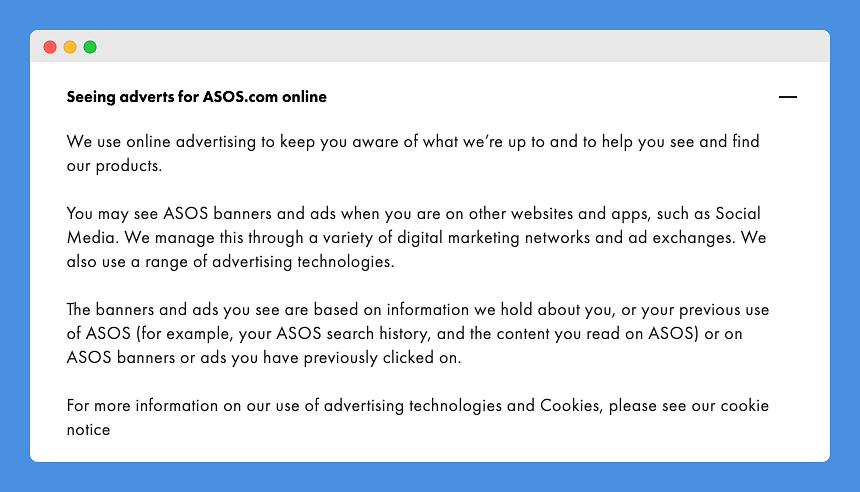 Seeing adverts for ASOS.com online
We use online advertising to keep you aware of what we’re up to and to help you see and find
our products.
You may see ASOS banners and ads when you are on other websites and apps, such as Social
Media. We manage this through a variety of digital marketing networks and ad exchanges. We
also use a range of advertising technologies.
The banners and ads you see are based on information we hold about you, or your previous use
of ASOS (for example, your ASOS search history, and the content you read on ASOS) or on
ASOS banners or ads you have previously clicked on.
For more information on our use of advertising technologies and Cookies, please see our cookie
notice